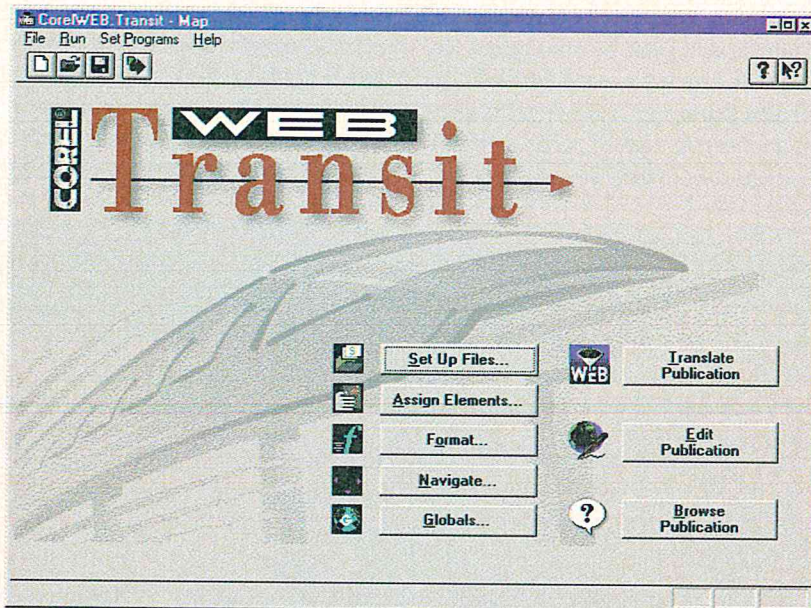 CorelWEB.Transit - Map
File Run Set Programs Help
? ?
COREL
WEB
Transit
Set Up Files...
Assign Elements...
Format...
Navigate...
Globals...
WEB
Translate
Publication
Edit
Publication
?
Browse
Publication